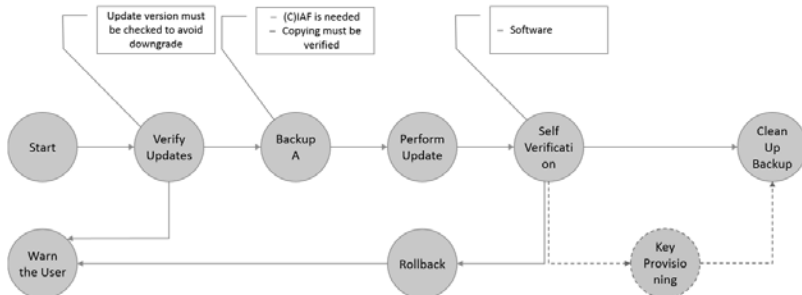 Update version must
be checked to avoid
downgrade
– (C)IAF is needed
– Copying must be
verified
– Software
Start
Verify
Updates
Backup
A
Perform
Update
Self
Verificati
on
Clean
Up
Backup
Warn
the User
Rollback
Key
Provisio
ning